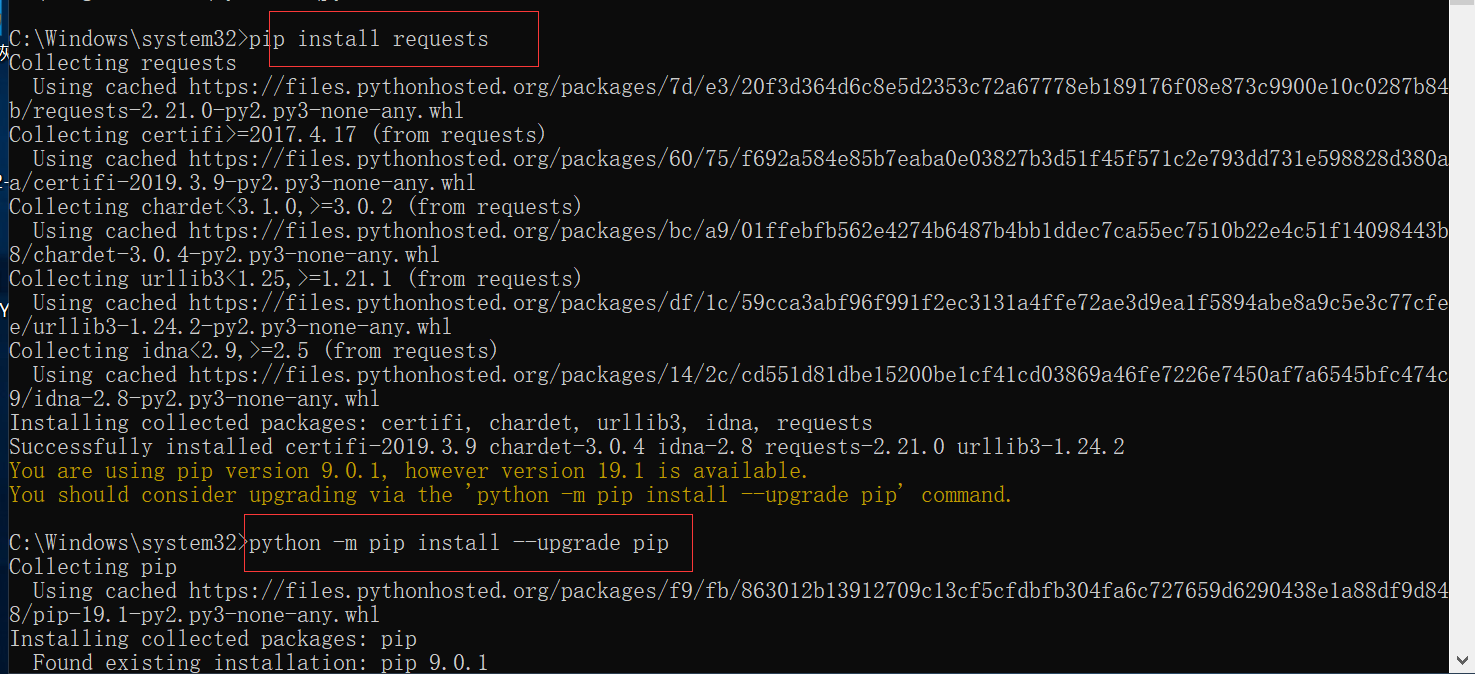 C:\Windows\system32>pip install requests
Collecting requests
  Using cached https://files.pythonhosted.org/packages/7d/e3/20f3d364d6c8e5d2353c72a67778eb189176f08e873c9900e10c0287b84
b/requests-2.21.0-py2.py3-none-any.whl
Collecting certifi>=2017.4.17 (from requests)
  Using cached https://files.pythonhosted.org/packages/60/75/f692a584e85b7eaba0e03827b3d51f45f571c2e793dd731e598828d380a
a/certifi-2019.3.9-py2.py3-none-any.whl
Collecting chardet<3.1.0,>=3.0.2 (from requests)
  Using cached https://files.pythonhosted.org/packages/bc/a9/01ffebfb562e4274b6487b4bb1ddec7ca55ec7510b22e4c51f14098443b
8/chardet-3.0.4-py2.py3-none-any.whl
Collecting urllib3<1.25,>=1.21.1 (from requests)
  Using cached https://files.pythonhosted.org/packages/df/1c/59cca3abf96f991f2ec3131a4ffe72ae3d9ea1f5894abe8a9c5e3c77cfe
e/urllib3-1.24.2-py2.py3-none-any.whl
Collecting idna<2.9,>=2.5 (from requests)
  Using cached https://files.pythonhosted.org/packages/14/2c/cd551d81dbe15200be1cf41cd03869a46fe7226e7450af7a6545bfc474c
9/idna-2.8-py2.py3-none-any.whl
Installing collected packages: certifi, chardet, urllib3, idna, requests
Successfully installed certifi-2019.3.9 chardet-3.0.4 idna-2.8 requests-2.21.0 urllib3-1.24.2
You are using pip version 9.0.1, however version 19.1 is available.
You should consider upgrading via the 'python -m pip install --upgrade pip' command.
C:\Windows\system32>python -m pip install --upgrade pip
Collecting pip
  Using cached https://files.pythonhosted.org/packages/f9/fb/863012b13912709c13cf5cfdbfb304fa6c727659d6290438e1a88df9d84
8/pip-19.1-py2.py3-none-any.whl
Installing collected packages: pip
  Found existing installation: pip 9.0.1